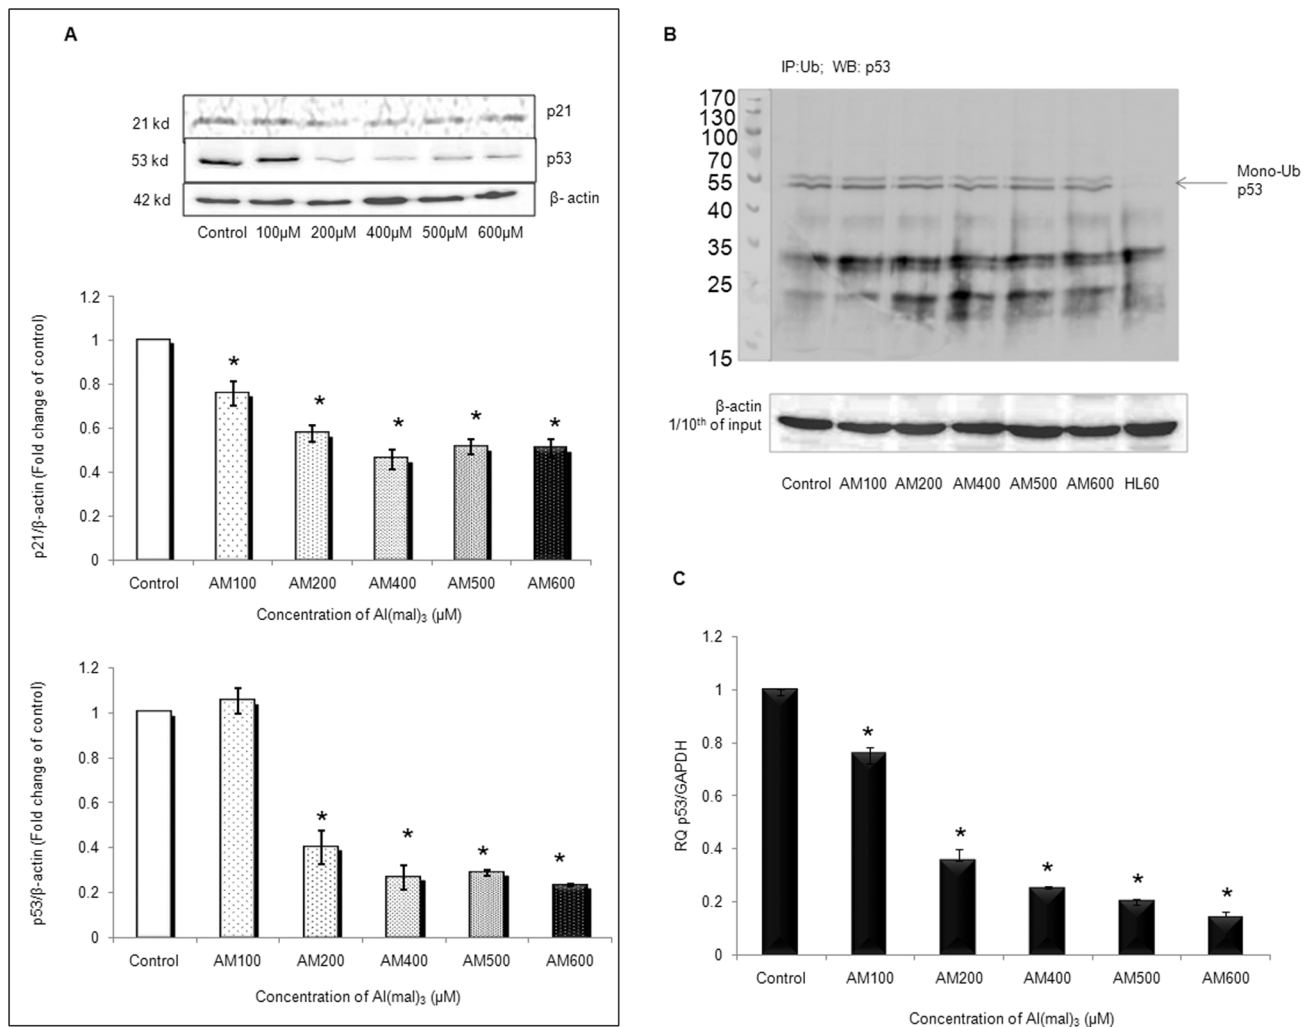 A
21 kd
p21
53 kd
p53
42 kd
β- actin
Control 100µM 200µM 400µM 500µM 600µM
p21/β-actin (Fold change of control)
1.2
1
0.8
0.6
0.4
0.2
0
* * * * *
Control AM100 AM200 AM400 AM500 AM600
Concentration of Al(mal)₃ (µM)
p53/β-actin (Fold change of control)
1.2
1
0.8
0.6
0.4
0.2
0
* * * *
Control AM100 AM200 AM400 AM500 AM600
Concentration of Al(mal)₃ (µM)
B
IP:Ub; WB: p53
170
130
100
70
55
40
35
25
15
Mono-Ub
p53
β-actin
1/10ᵗʰ of input
Control AM100 AM200 AM400 AM500 AM600 HL60
C
RQ p53/GAPDH
1.2
1
0.8
0.6
0.4
0.2
0
* * * * *
Control AM100 AM200 AM400 AM500 AM600
Concentration of Al(mal)₃ (µM)